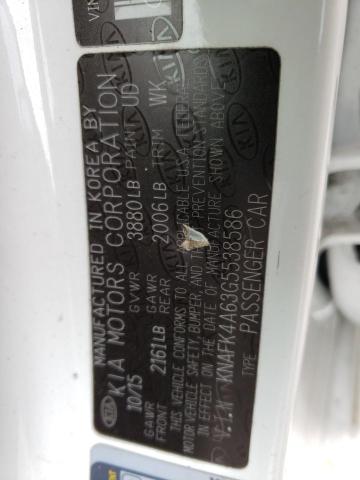 VIN
MANUFACTURED IN KOREA BY
KIA MOTORS CORPORATION
10/15 GVWR 3880LB PAINT UD
GAWR FRONT 2161LB GAWR REAR 2006LB TRIM WK
THIS VEHICLE CONFORMS TO ALL APPLICABLE U.S.A. FEDERAL
MOTOR VEHICLE SAFETY, BUMPER, AND THEFT PREVENTION STANDARDS
IN EFFECT ON THE DATE OF MANUFACTURE SHOWN ABOVE.
V.I.N KNAFK4A63G5538586
TYPE: PASSENGER CAR
KIA